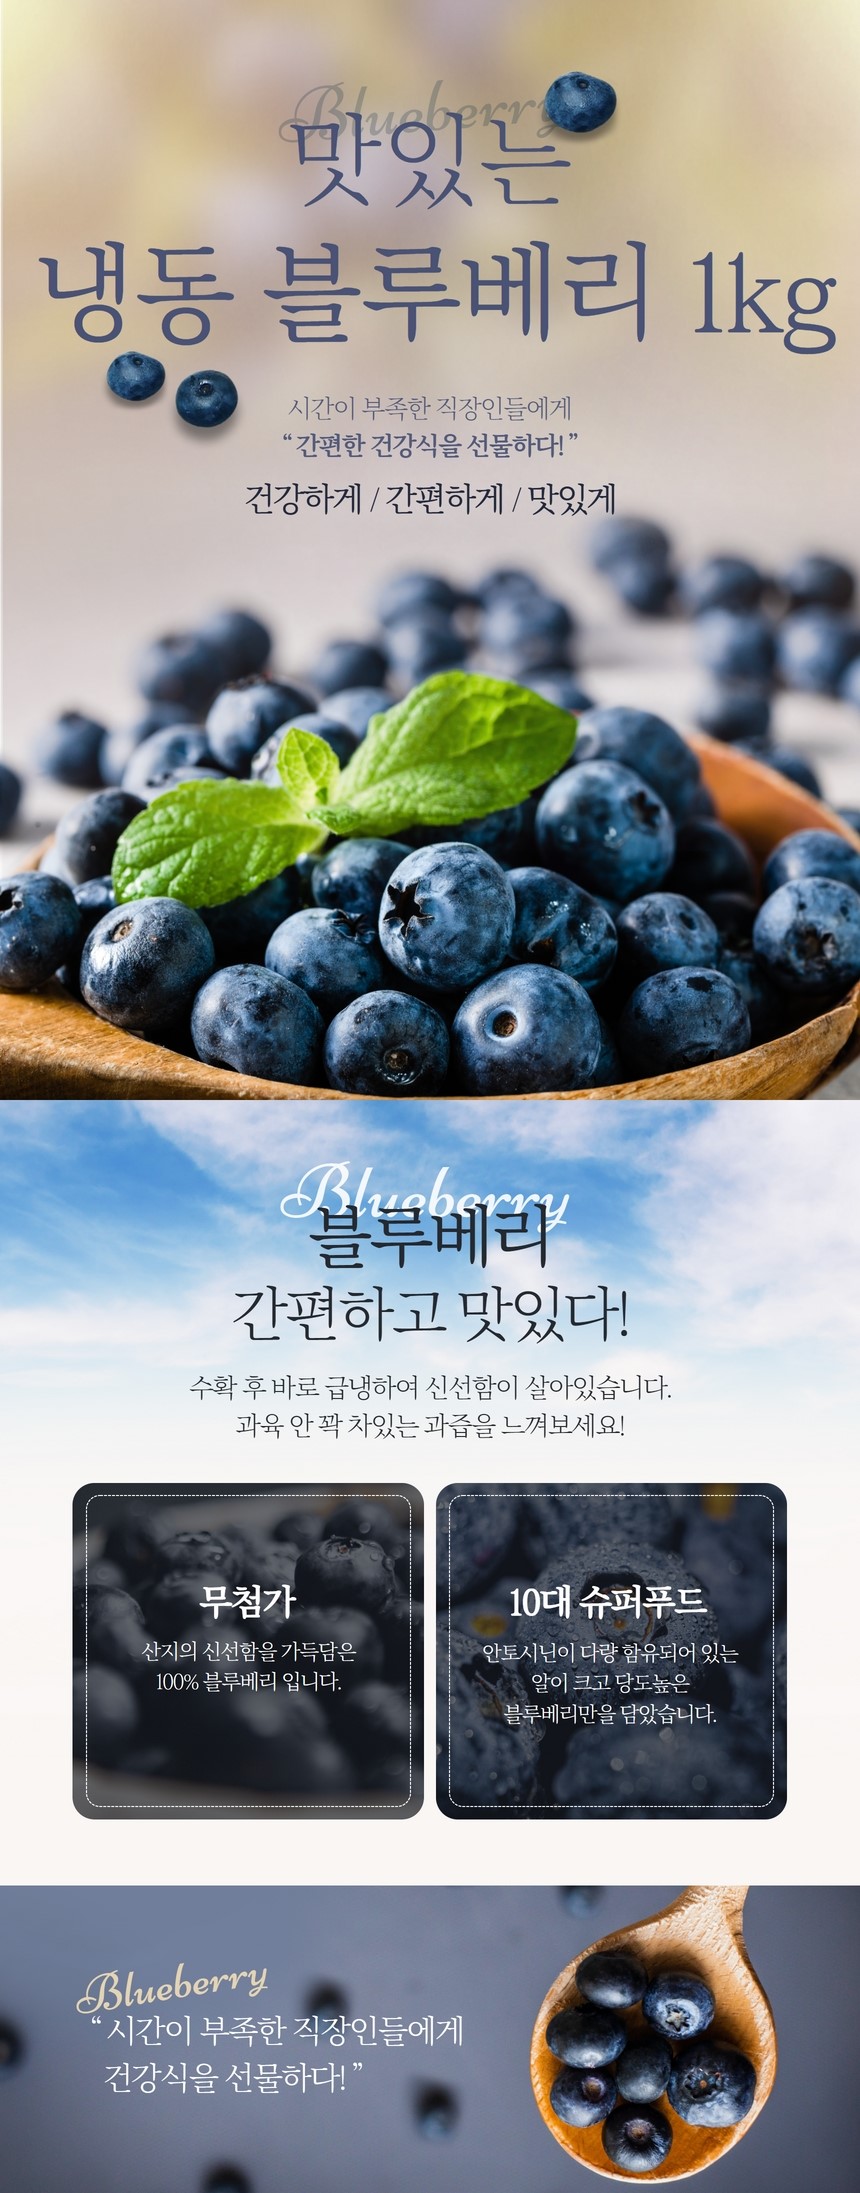 Blueberry
맛있는
냉동 블루베리 1kg
시간이 부족한 직장인들에게
“간편한 건강식을 선물하다!”
건강하게 / 간편하게 / 맛있게
Blueberry
블루베리
간편하고 맛있다!
수확 후 바로 급냉하여 신선함이 살아있습니다.
과육 안 꽉 차있는 과즙을 느껴보세요!
무첨가
산지의 신선함을 가득담은
100% 블루베리 입니다.
10대 슈퍼푸드
안토시닌이 다량 함유되어 있는
알이 크고 당도높은
블루베리만을 담았습니다.
Blueberry
“시간이 부족한 직장인들에게
건강식을 선물하다!”